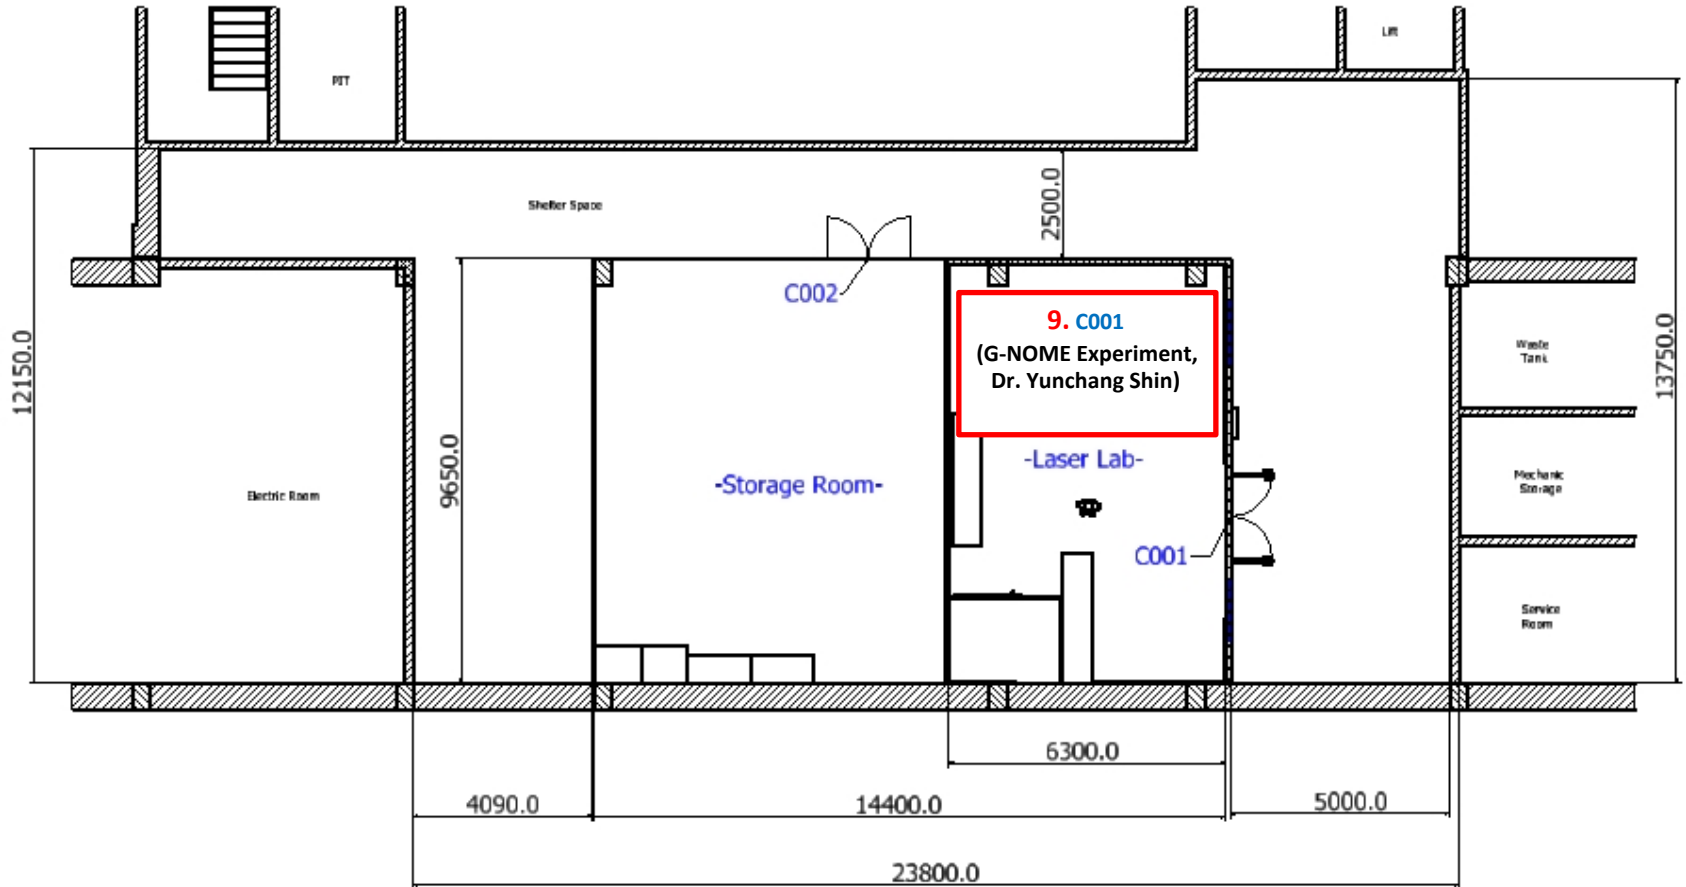 Lift
PIT
Shelter Space
2500.0
C002
9. C001
(G-NOME Experiment,
Dr. Yunchang Shin)
12150.0
13750.0
Waste
Tank
9650.0
-Laser Lab-
-Storage Room-
Electric Room
Mechanic
Storage
C001
Service
Room
6300.0
4090.0
14400.0
5000.0
23800.0